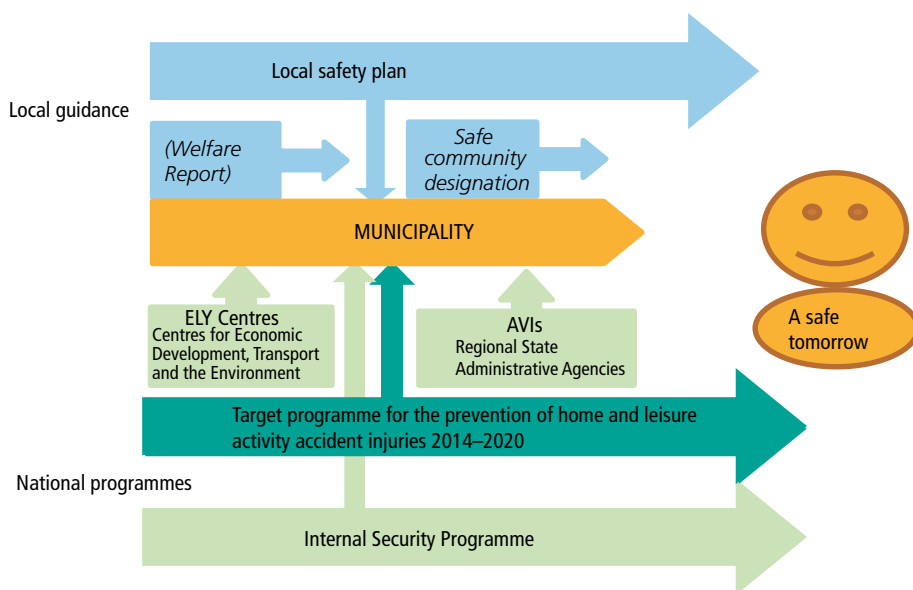 Local safety plan
Local guidance
(Welfare
Report)
Safe
community
designation
MUNICIPALITY
ELY Centres
Centres for Economic
Development, Transport
and the Environment
AVIs
Regional State
Administrative Agencies
A safe
tomorrow
Target programme for the prevention of home and leisure
activity accident injuries 2014–2020
National programmes
Internal Security Programme